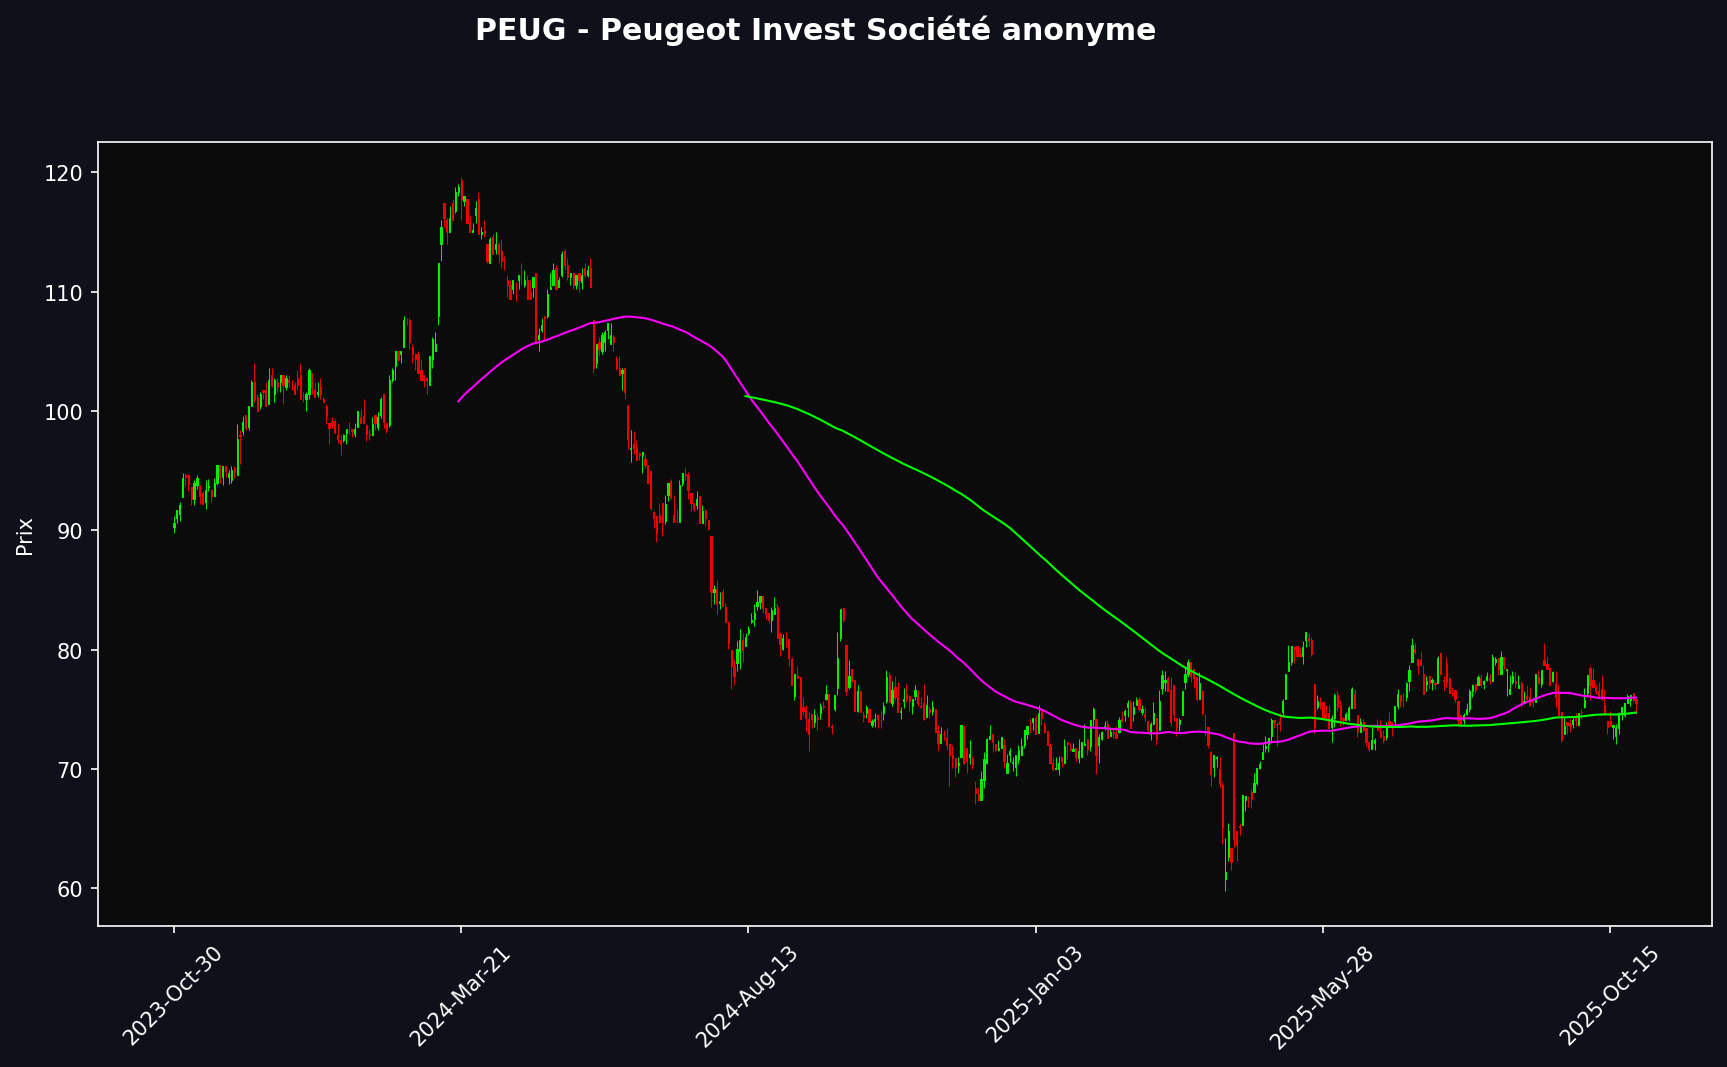 PEUG - Peugeot Invest Société anonyme
Prix
120
110
100
90
80
70
60
2023-Oct-30
2024-Mar-21
2024-Aug-13
2025-Jan-03
2025-May-28
2025-Oct-15